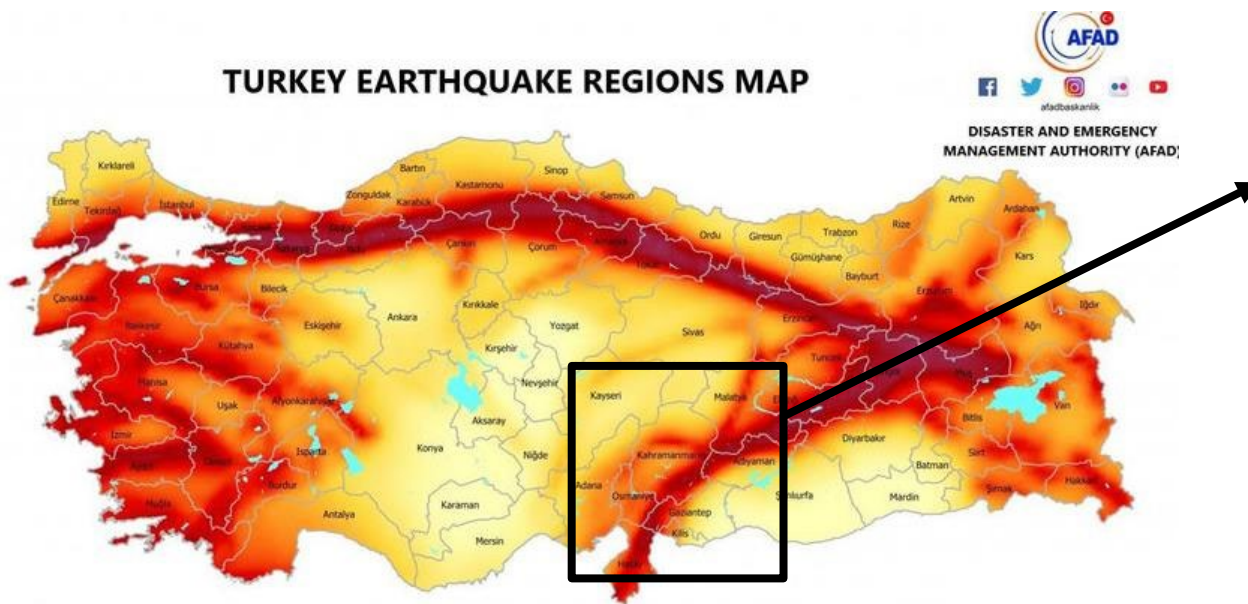 AFAD
TURKEY EARTHQUAKE REGIONS MAP
afadbaskanlik
DISASTER AND EMERGENCY
MANAGEMENT AUTHORITY (AFAD)
Kırklareli
Edirne
Tekirdağ
İstanbul
Zonguldak
Bartın
Karabük
Kastamonu
Sinop
Samsun
Ordu
Giresun
Trabzon
Gümüşhane
Bayburt
Rize
Artvin
Ardahan
Kars
Iğdır
Çanakkale
Balıkesir
Bursa
Bilecik
Eskişehir
Ankara
Çankırı
Çorum
Amasya
Kırıkkale
Yozgat
Sivas
Erzincan
Erzurum
Ağrı
Kütahya
Manisa
Uşak
Afyonkarahisar
Kırşehir
Nevşehir
Kayseri
Malatya
Tunceli
Muş
Bitlis
Van
İzmir
Aydın
Isparta
Konya
Aksaray
Niğde
Kahramanmaraş
Adıyaman
Diyarbakır
Batman
Siirt
Şırnak
Hakkari
Muğla
Burdur
Antalya
Karaman
Mersin
Adana
Osmaniye
Gaziantep
Kilis
Şanlıurfa
Mardin
Hatay